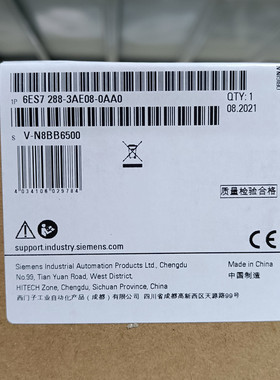 1P 6ES7 288-3AE08-0AA0
QTY: 1
08.2021
S V-N8BB6500
质量检验合格
support.industry.siemens.com
Siemens Industrial Automation Products Ltd., Chengdu
No.99, Tian Yuan Road, West District,
HITECH Zone, Chengdu, Sichuan Province, China
西门子工业自动化产品（成都）有限公司 四川省成都高新西区天源路99号
Made in China
中国制造